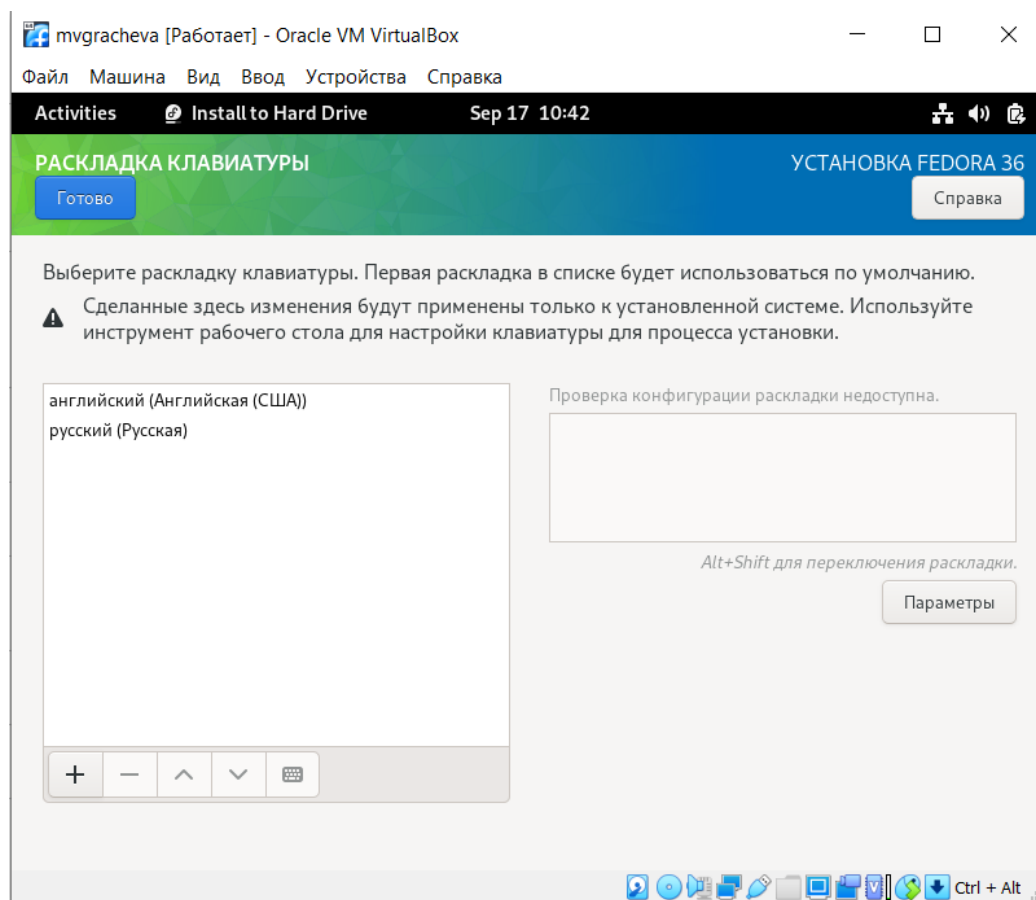 mvgracheva [Работает] - Oracle VM VirtualBox
Файл Машина Вид Ввод Устройства Справка
Activities Install to Hard Drive Sep 17 10:42
РАСКЛАДКА КЛАВИАТУРЫ
УСТАНОВКА FEDORA 36
Готово
Справка
Выберите раскладку клавиатуры. Первая раскладка в списке будет использоваться по умолчанию.
Сделанные здесь изменения будут применены только к установленной системе. Используйте
инструмент рабочего стола для настройки клавиатуры для процесса установки.
английский (Английская (США))
русский (Русская)
Проверка конфигурации раскладки недоступна.
Alt+Shift для переключения раскладки.
Параметры
Ctrl + Alt